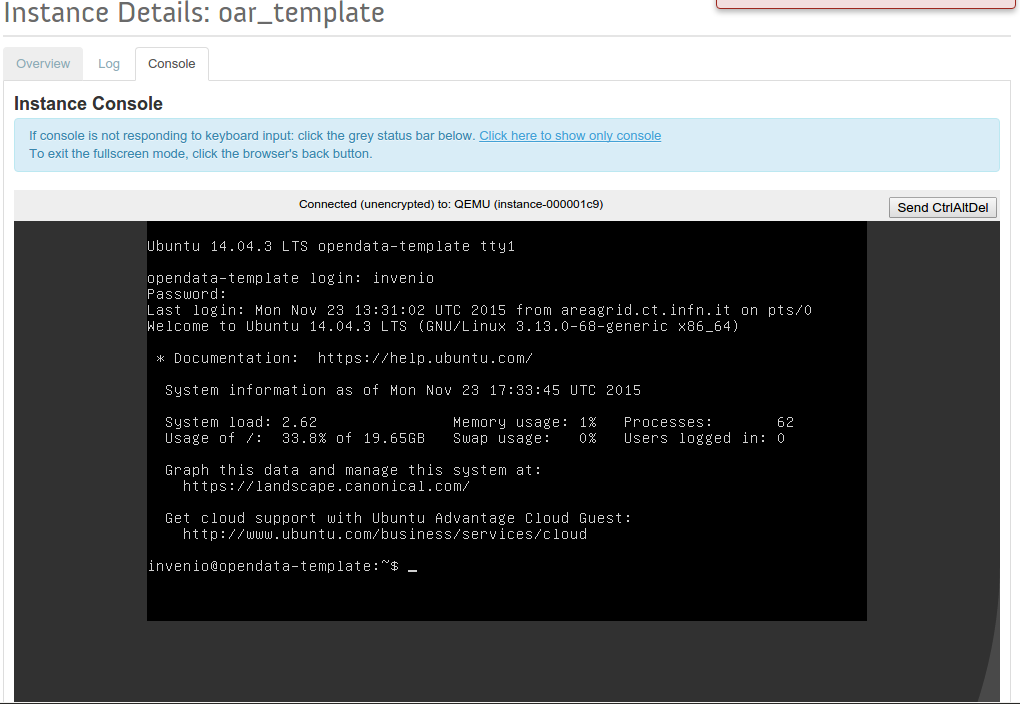 Instance Details: oar_template
Overview Log Console
Instance Console
If console is not responding to keyboard input: click the grey status bar below. Click here to show only console
To exit the fullscreen mode, click the browser's back button.
Connected (unencrypted) to: QEMU (instance-000001c9)
Send CtrlAltDel
Ubuntu 14.04.3 LTS opendata-template tty1
opendata-template login: invenio
Password:
Last login: Mon Nov 23 13:31:02 UTC 2015 from areagrid.ct.infn.it on pts/0
Welcome to Ubuntu 14.04.3 LTS (GNU/Linux 3.13.0-68-generic x86_64)
* Documentation: https://help.ubuntu.com/
System information as of Mon Nov 23 17:33:45 UTC 2015
System load: 2.62 Memory usage: 1% Processes: 62
Usage of /: 33.8% of 19.65GB Swap usage: 0% Users logged in: 0
Graph this data and manage this system at:
https://landscape.canonical.com/
Get cloud support with Ubuntu Advantage Cloud Guest:
http://www.ubuntu.com/business/services/cloud
invenio@opendata-template:~$ _